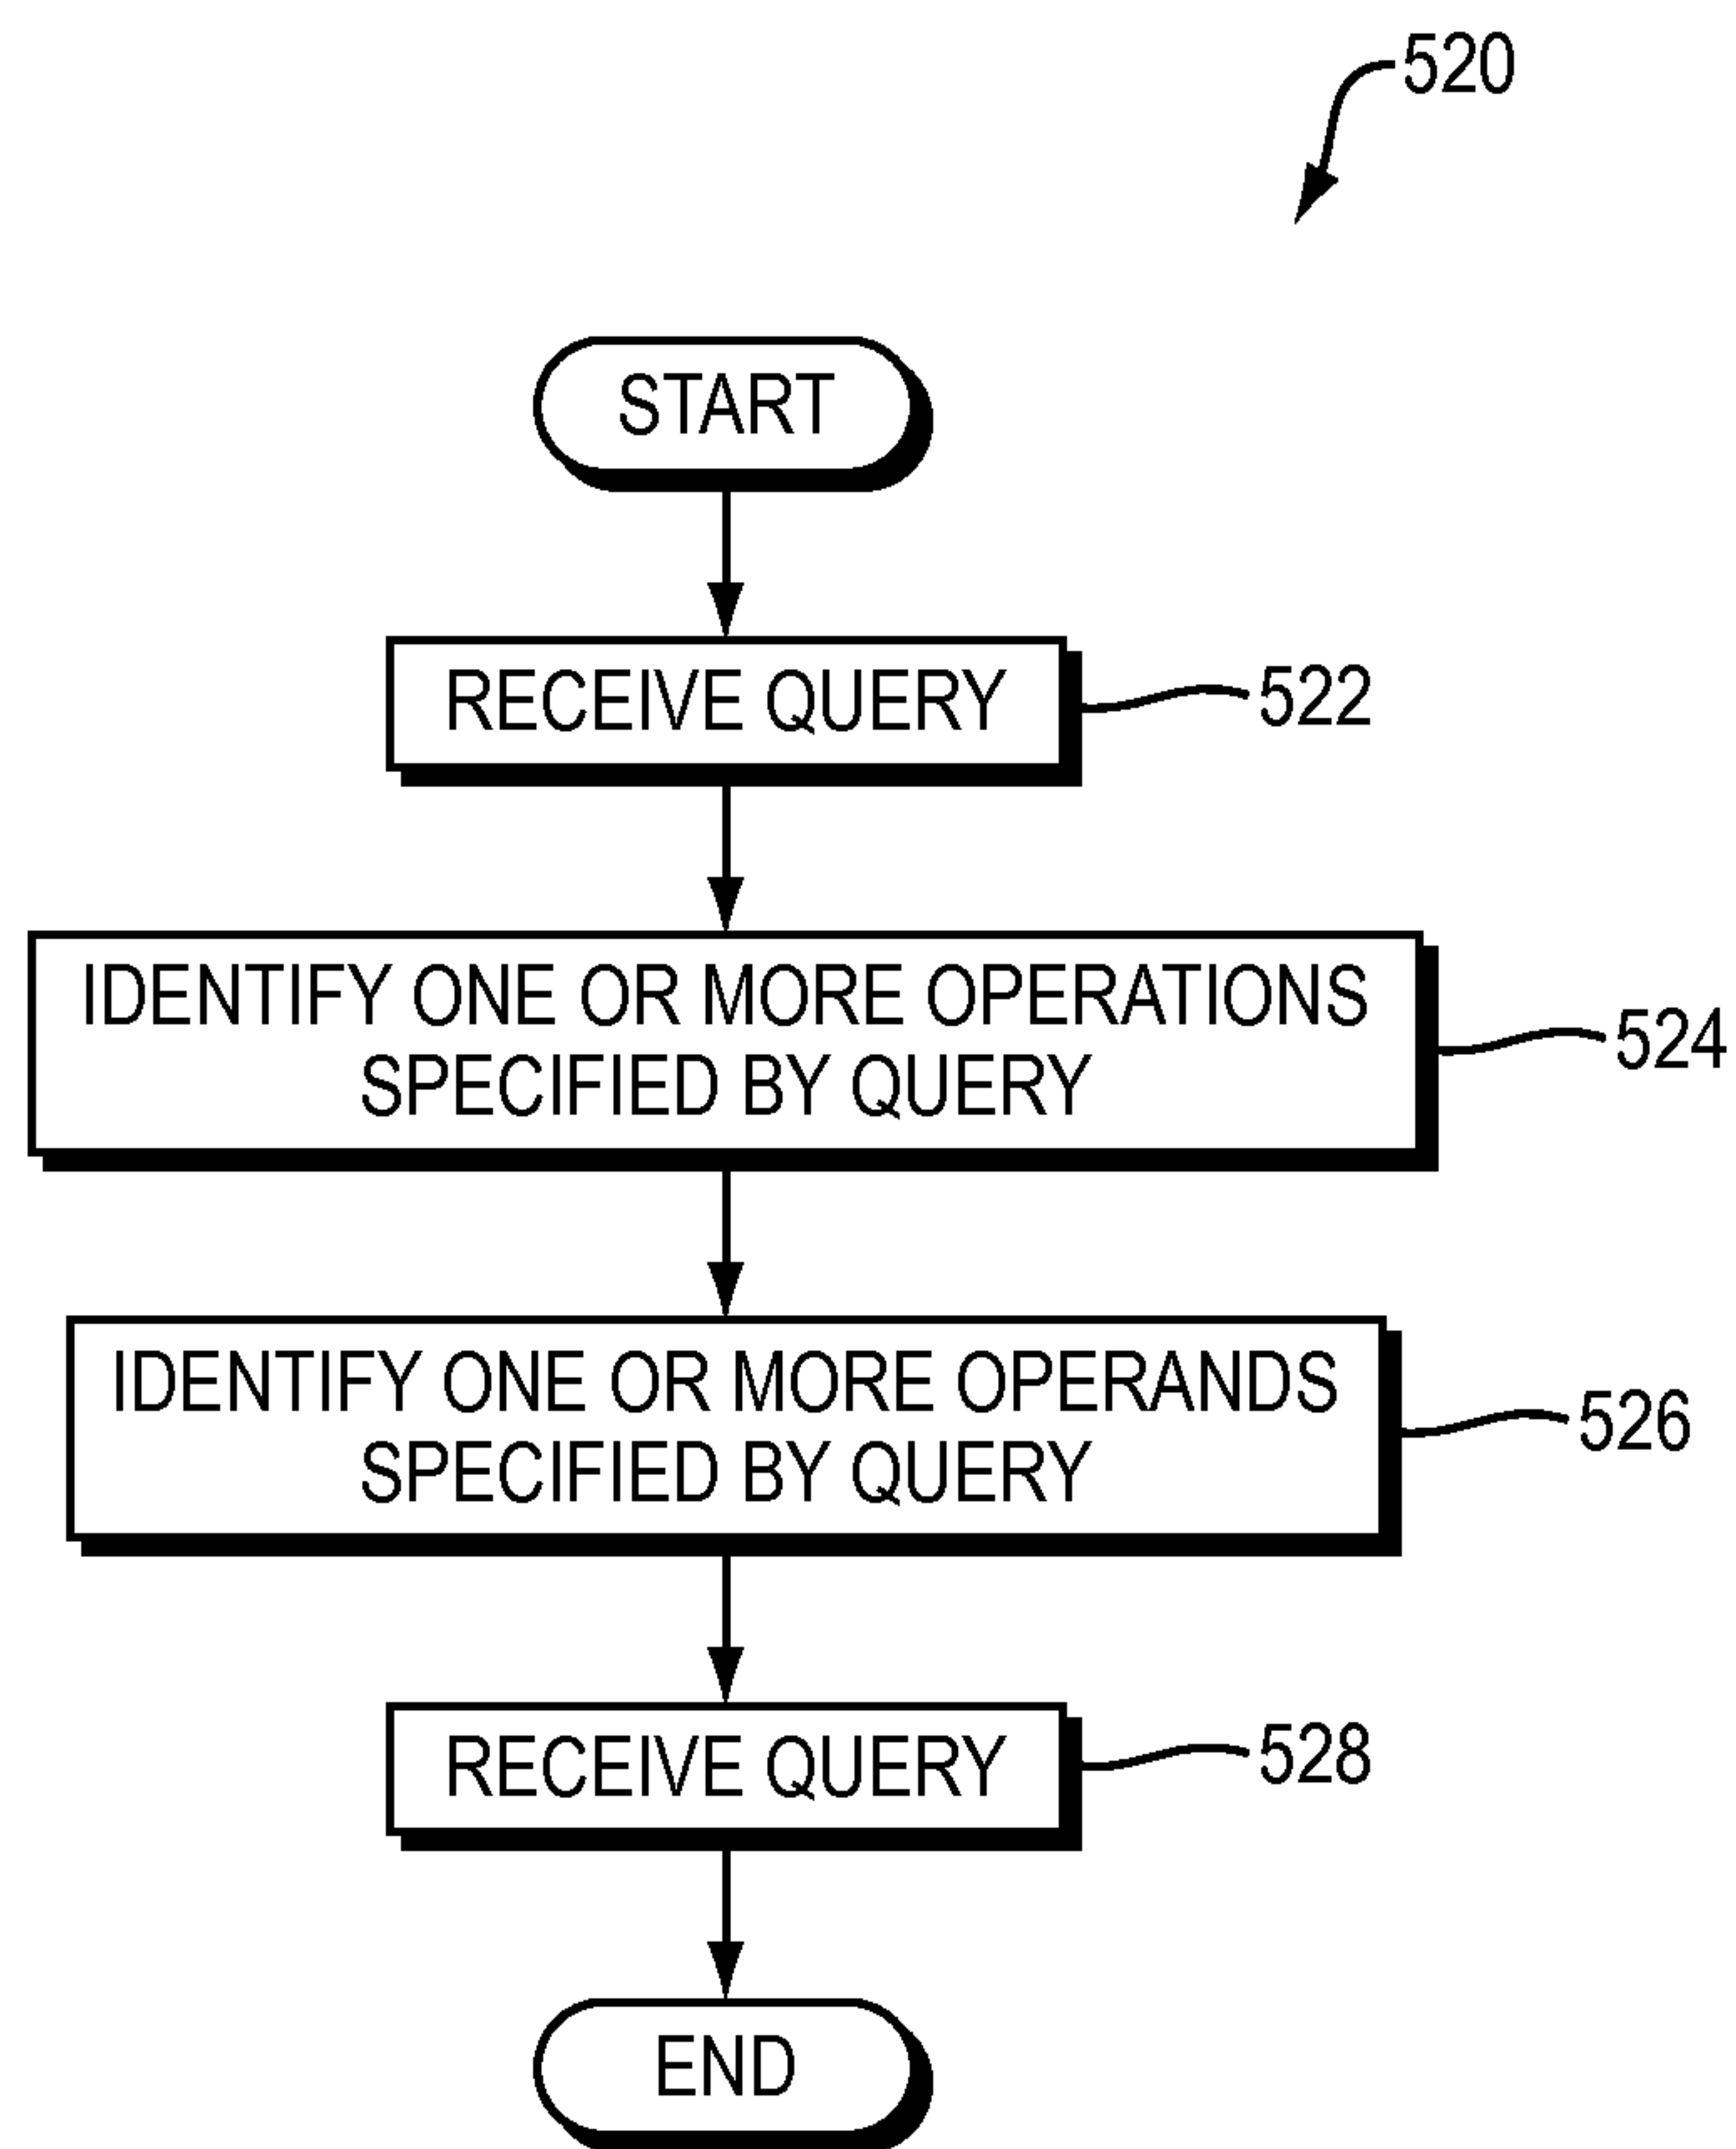 520
START
RECEIVE QUERY
522
IDENTIFY ONE OR MORE OPERATIONS
SPECIFIED BY QUERY
524
IDENTIFY ONE OR MORE OPERANDS
SPECIFIED BY QUERY
526
RECEIVE QUERY
528
END